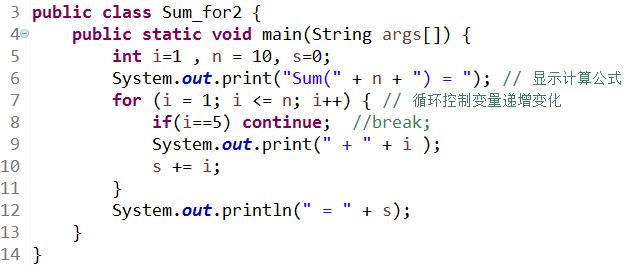 3 public class Sum_for2 {
4 public static void main(String args[]) {
5 int i=1 , n = 10, s=0;
6 System.out.print("Sum(" + n + ") = "); // 显示计算公式
7 for (i = 1; i <= n; i++) { // 循环控制变量递增变化
8 if(i==5) continue;  //break;
9 System.out.print(" + " + i );
10 s += i;
11 }
12 System.out.println(" = " + s);
13 }
14 }